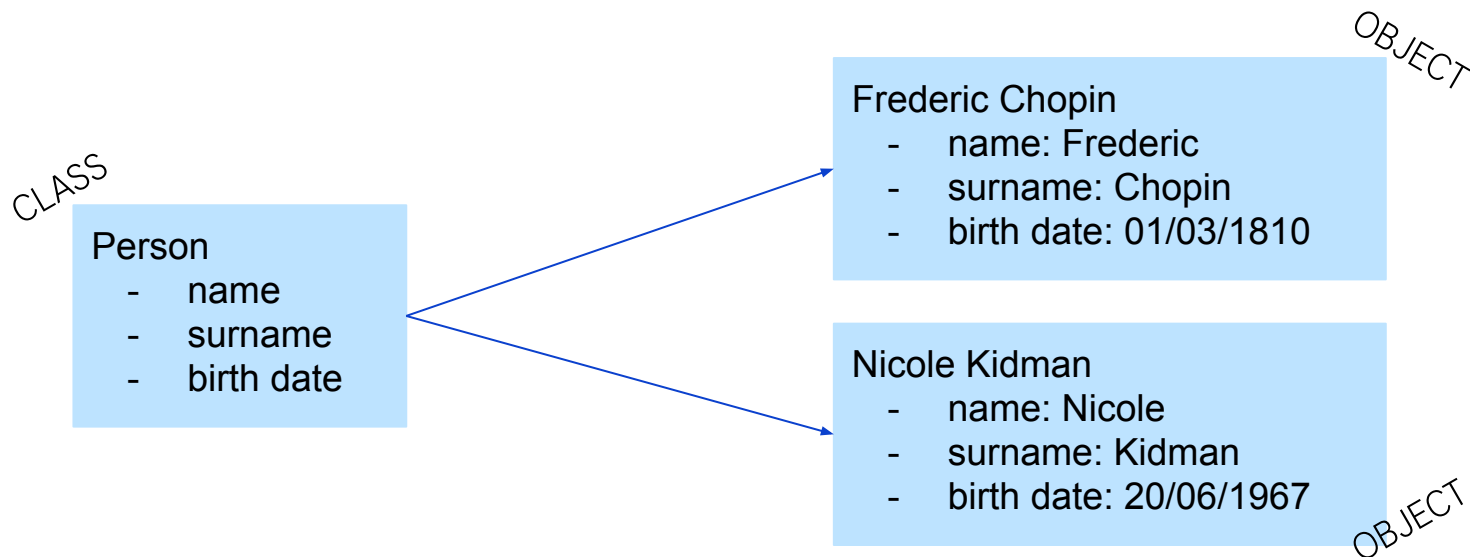 CLASS
Person
- name
- surname
- birth date
OBJECT
Frederic Chopin
- name: Frederic
- surname: Chopin
- birth date: 01/03/1810
Nicole Kidman
- name: Nicole
- surname: Kidman
- birth date: 20/06/1967
OBJECT